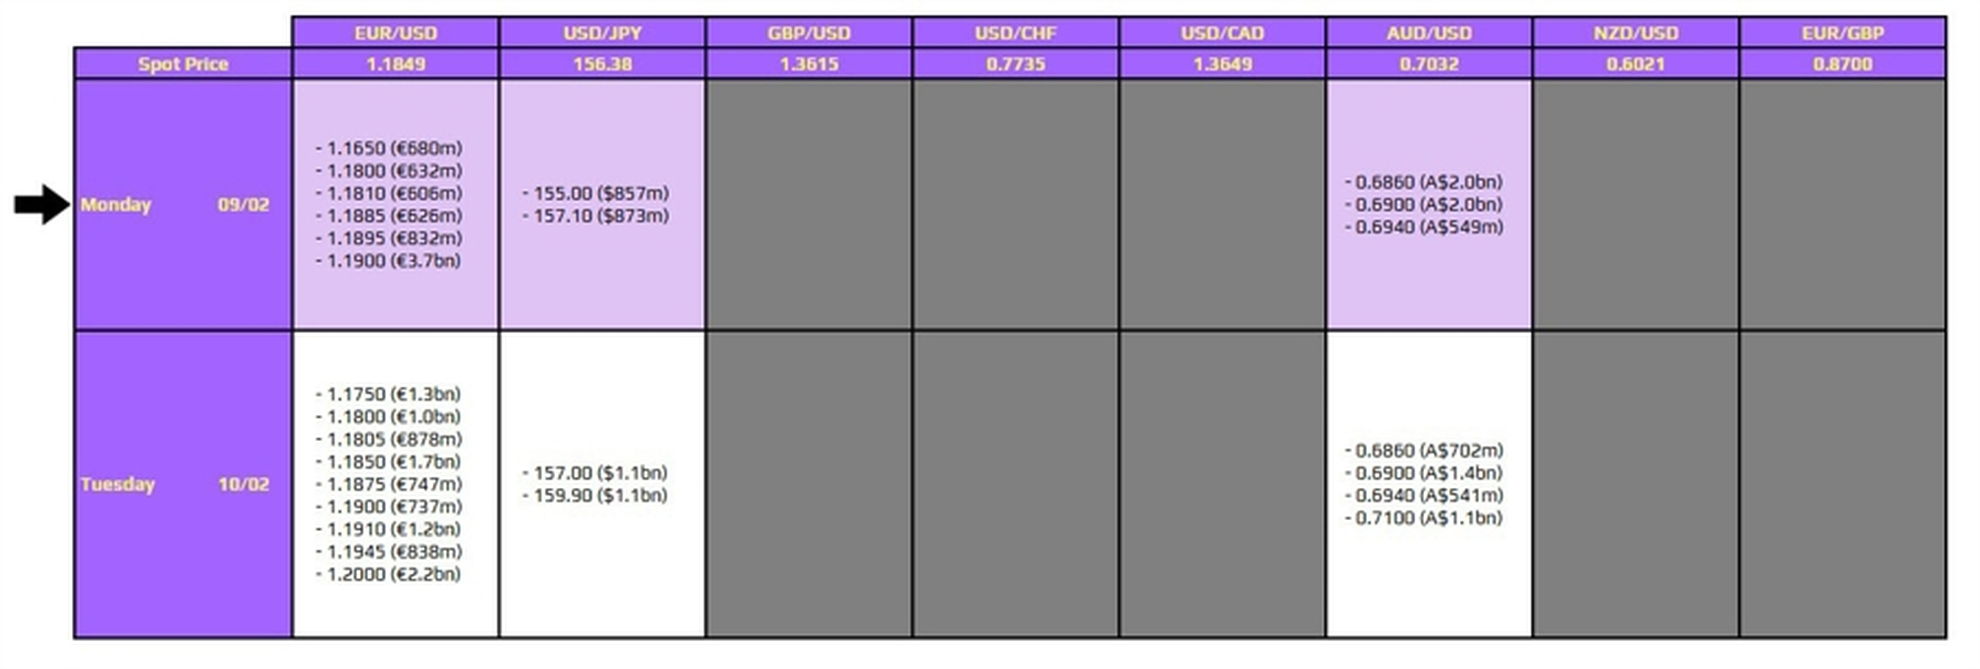 EUR/USD USD/JPY GBP/USD USD/CHF USD/CAD AUD/USD NZD/USD EUR/GBP
Spot Price 1.1849 156.38 1.3615 0.7735 1.3649 0.7032 0.6021 0.8700
Monday 09/02
- 1.1650 (€680m)
- 1.1800 (€632m)
- 1.1810 (€606m)
- 1.1885 (€626m)
- 1.1895 (€832m)
- 1.1900 (€3.7bn)
- 155.00 ($857m)
- 157.10 ($873m)
- 0.6860 (A$2.0bn)
- 0.6900 (A$2.0bn)
- 0.6940 (A$549m)
Tuesday 10/02
- 1.1750 (€1.3bn)
- 1.1800 (€1.0bn)
- 1.1805 (€878m)
- 1.1850 (€1.7bn)
- 1.1875 (€747m)
- 1.1900 (€737m)
- 1.1910 (€1.2bn)
- 1.1945 (€838m)
- 1.2000 (€2.2bn)
- 157.00 ($1.1bn)
- 159.90 ($1.1bn)
- 0.6860 (A$702m)
- 0.6900 (A$1.4bn)
- 0.6940 (A$541m)
- 0.7100 (A$1.1bn)